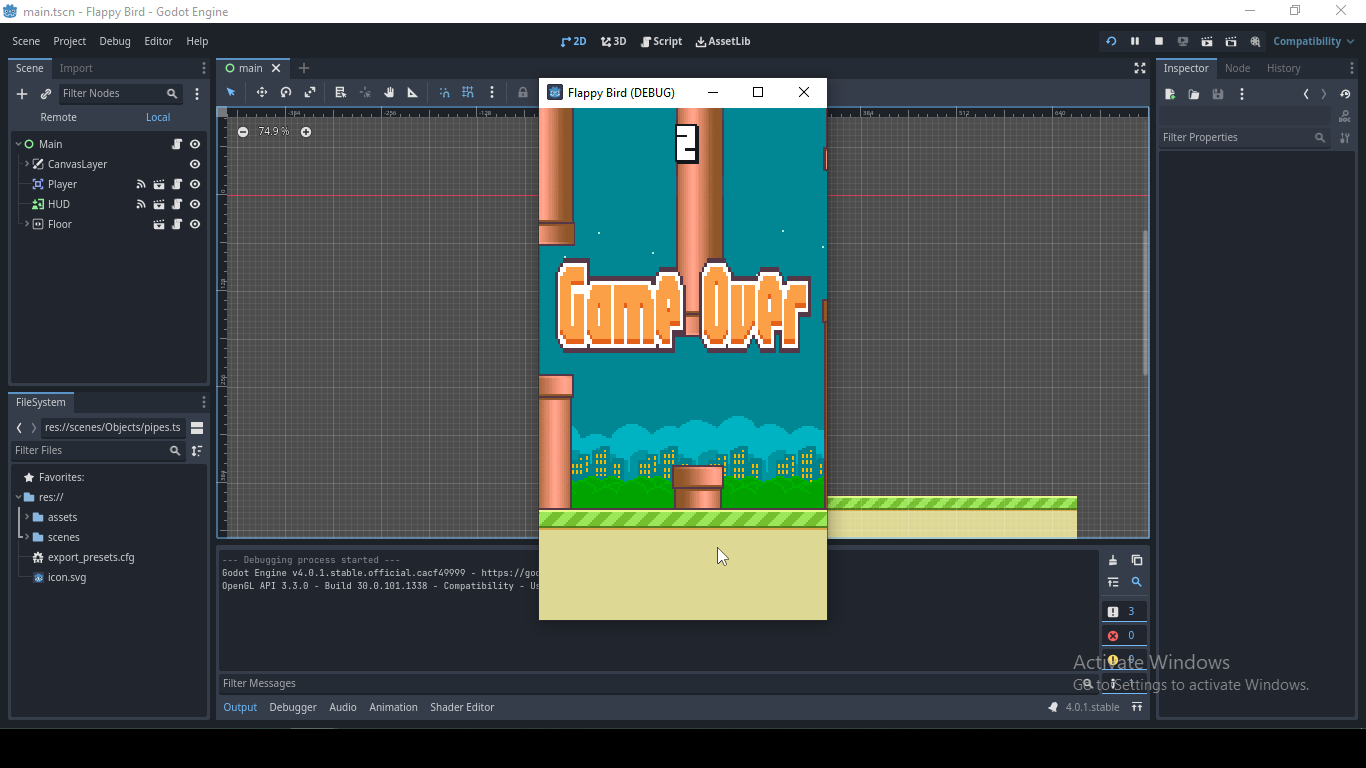 main.tscn - Flappy Bird - Godot Engine
Scene Project Debug Editor Help
2D 3D Script AssetLib
Compatibility
Scene Import
Filter Nodes
Remote Local
Main
CanvasLayer
Player
HUD
Floor
main
74.9 %
Flappy Bird (DEBUG)
3
Game Over
Inspector Node History
Filter Properties
FileSystem
res://scenes/Objects/pipes.ts
Filter Files
Favorites:
res://
assets
scenes
export_presets.cfg
icon.svg
--- Debugging process started ---
Godot Engine v4.0.1.stable.official.cacf49999 - https://go
OpenGL API 3.3.0 - Build 30.0.101.1338 - Compatibility - Us
3
0
Filter Messages
Output Debugger Audio Animation Shader Editor
4.0.1.stable
Activate Windows
Go to Settings to activate Windows.